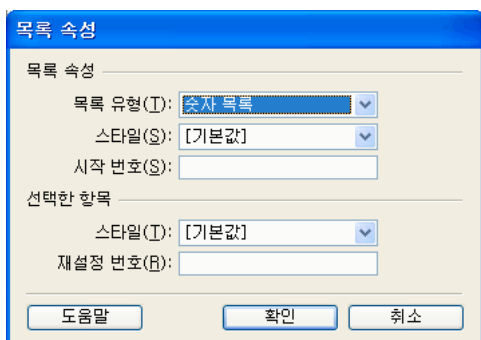 목록 속성
목록 속성
목록 유형(T): 숫자 목록
스타일(S): [기본값]
시작 번호(S):
선택한 항목
스타일(T): [기본값]
재설정 번호(R):
도움말 확인 취소